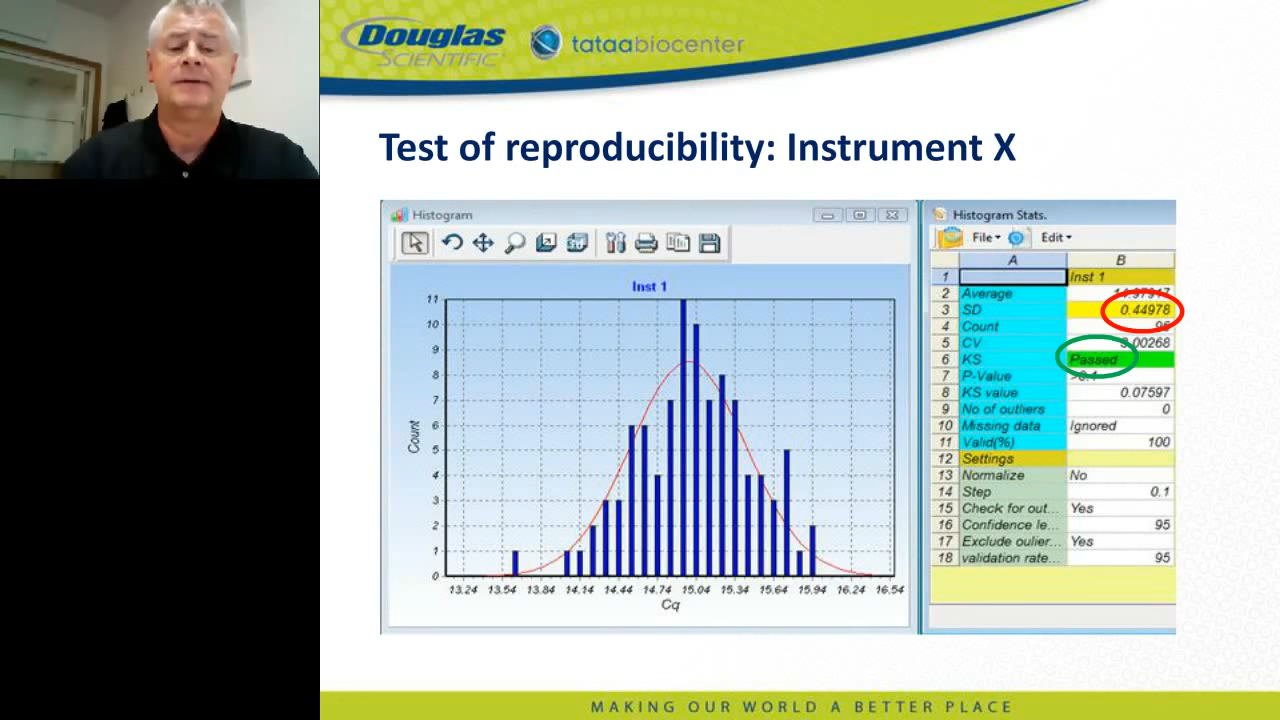 Douglas
SCIENTIFIC
tataabiocenter
Test of reproducibility: Instrument X
Histogram
Histogram Stats.
File
Edit
Inst 1
11
10
9
8
7
6
5
4
3
2
1
0
Count
13.24 13.54 13.84 14.14 14.44 14.74 15.04 15.34 15.64 15.94 16.24 16.54
Cq
A B
1 Inst 1
2 Average
3 SD 0.44978
4 Count
5 CV
6 KS Passed
7 P-Value
8 KS value 0.07597
9 No of outliers 0
10 Missing data Ignored
11 Valid(%) 100
12 Settings
13 Normalize No
14 Step 0.1
15 Check for out... Yes
16 Confidence le... 95
17 Exclude oulier... Yes
18 validation rate... 95
MAKING OUR WORLD A BETTER PLACE